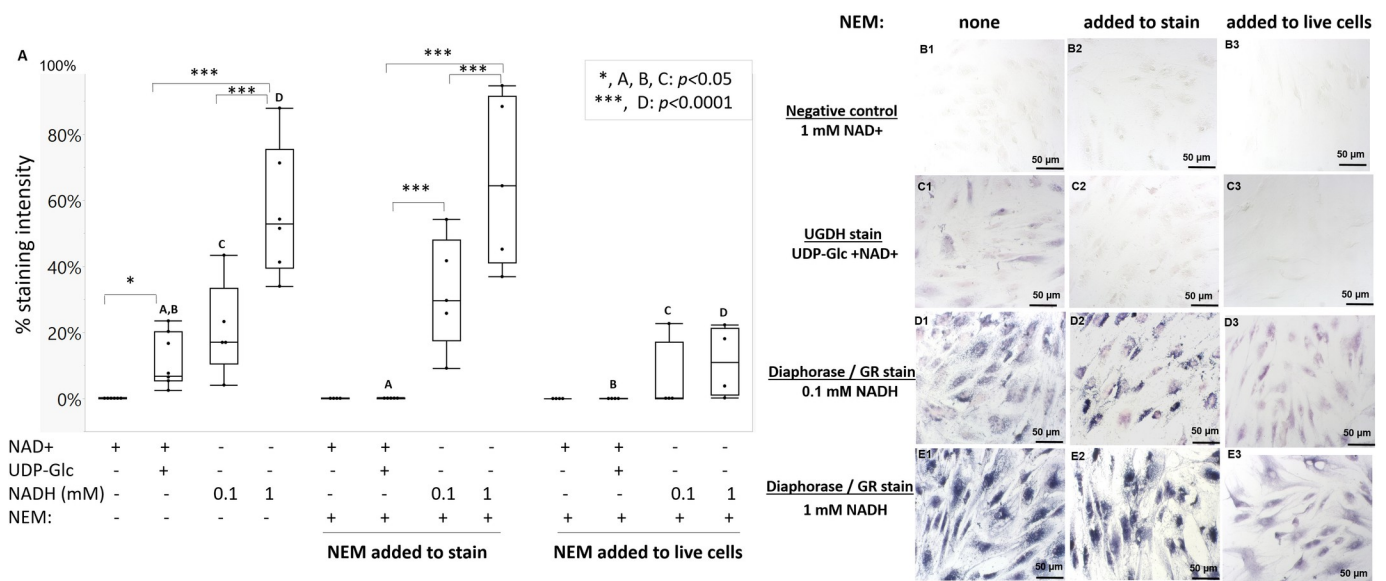 A
100%
80%
60%
40%
20%
0%
% staining intensity
*
A,B
C
***
***
D
***
***
***
A
B
C
D
*, A, B, C: p<0.05
***, D: p<0.0001
NAD+ + + - - + + - - + + - -
UDP-Glc - + - - - + - - - + - -
NADH (mM) - - 0.1 1 - - 0.1 1 - - 0.1 1
NEM: - - - - + + + + + + + +
NEM added to stain
NEM added to live cells
NEM: none added to stain added to live cells
Negative control
1 mM NAD+
B1 B2 B3
50 µm 50 µm 50 µm
UGDH stain
UDP-Glc +NAD+
C1 C2 C3
50 µm 50 µm 50 µm
Diaphorase / GR stain
0.1 mM NADH
D1 D2 D3
50 µm 50 µm 50 µm
Diaphorase / GR stain
1 mM NADH
E1 E2 E3
50 µm 50 µm 50 µm